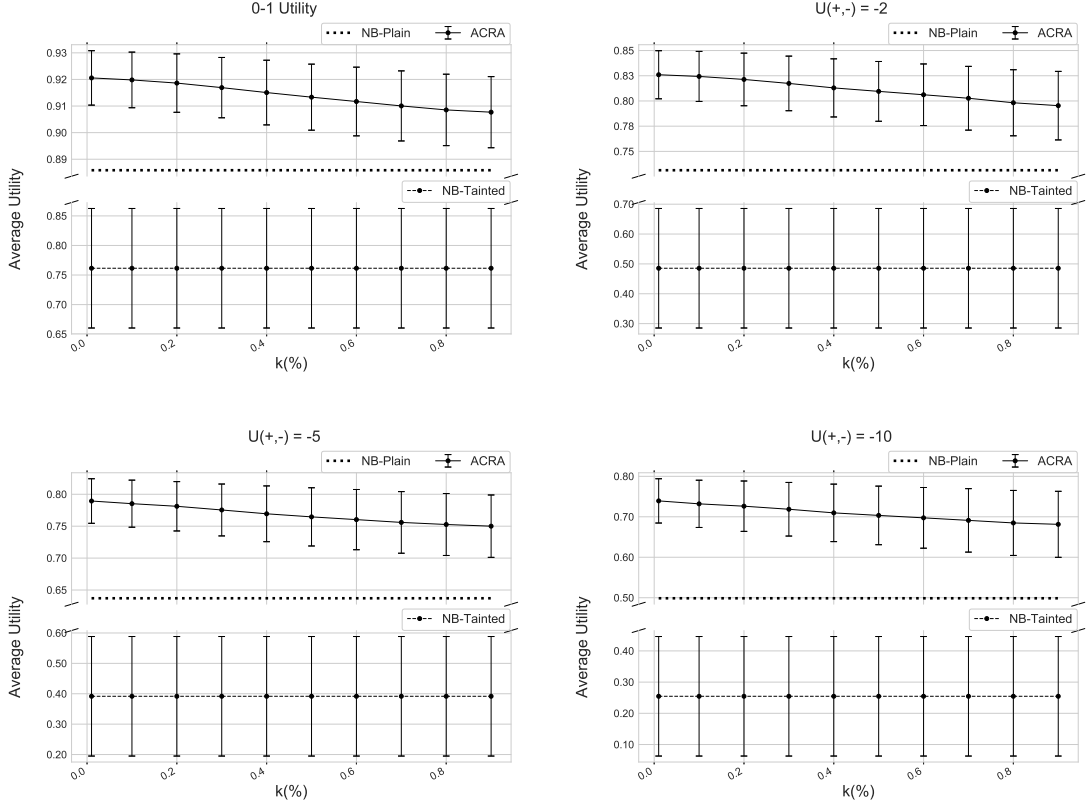 0-1 Utility
NB-Plain ACRA
0.93
0.92
0.91
0.90
0.89
NB-Tainted
0.85
0.80
0.75
0.70
0.65
0.0 0.2 0.4 0.6 0.8
k(%)
Average Utility
U(+,-) = -2
NB-Plain ACRA
0.85
0.83
0.80
0.78
0.75
NB-Tainted
0.70
0.60
0.50
0.40
0.30
0.0 0.2 0.4 0.6 0.8
k(%)
Average Utility
U(+,-) = -5
NB-Plain ACRA
0.80
0.75
0.70
0.65
NB-Tainted
0.60
0.50
0.40
0.30
0.20
0.0 0.2 0.4 0.6 0.8
k(%)
Average Utility
U(+,-) = -10
NB-Plain ACRA
0.80
0.70
0.60
0.50
NB-Tainted
0.40
0.30
0.20
0.10
0.0 0.2 0.4 0.6 0.8
k(%)
Average Utility